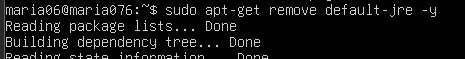 maria06@maria076:~$ sudo apt-get remove default-jre -y
Reading package lists... Done
Building dependency tree... Done
Reading state information... Done